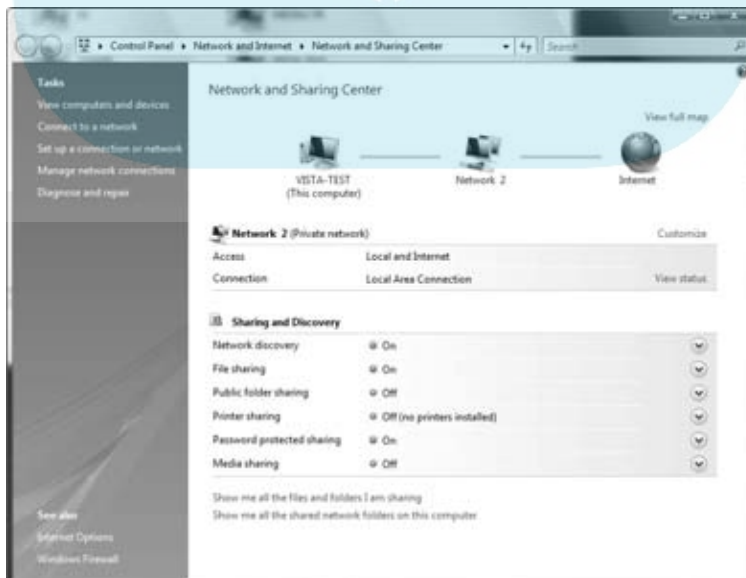 Control Panel Network and Internet Network and Sharing Center
Search
Tasks
View computers and devices
Connect to a network
Set up a connection or network
Manage network connections
Diagnose and repair
See also
Internet Options
Windows Firewall
Network and Sharing Center
View full map
VISTA-TEST
(This computer)
Network 2
Internet
Network 2 (Private network)
Customize
Access Local and Internet
Connection Local Area Connection View status
Sharing and Discovery
Network discovery On
File sharing On
Public folder sharing Off
Printer sharing Off (no printers installed)
Password protected sharing On
Media sharing Off
Show me all the files and folders I am sharing
Show me all the shared network folders on this computer